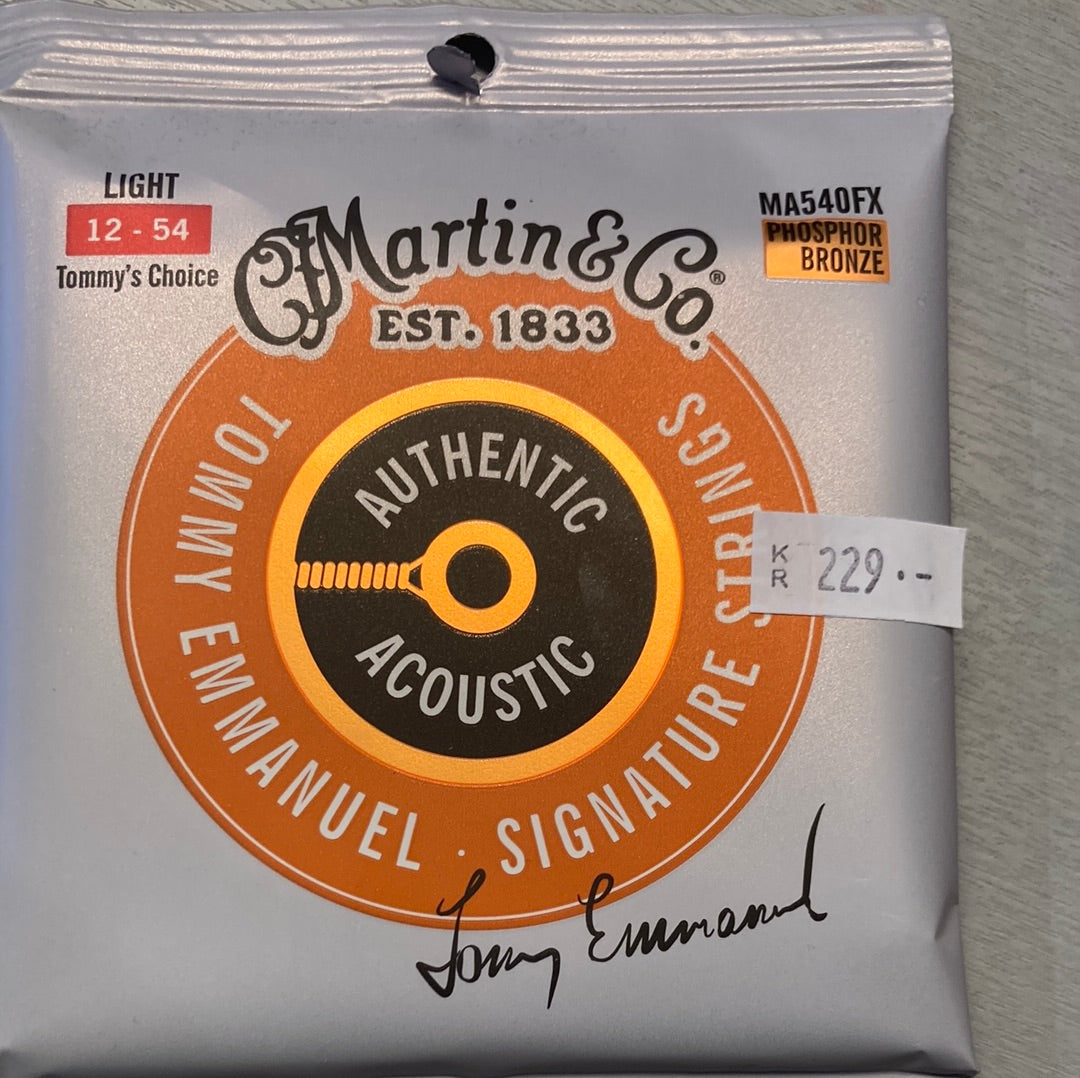 LIGHT
12 - 54
Tommy's Choice
CF Martin & Co.®
EST. 1833
MA540FX
PHOSPHOR
BRONZE
TOMMY EMMANUEL · SIGNATURE STRINGS
AUTHENTIC
ACOUSTIC
KR 229.-
Tommy Emmanuel